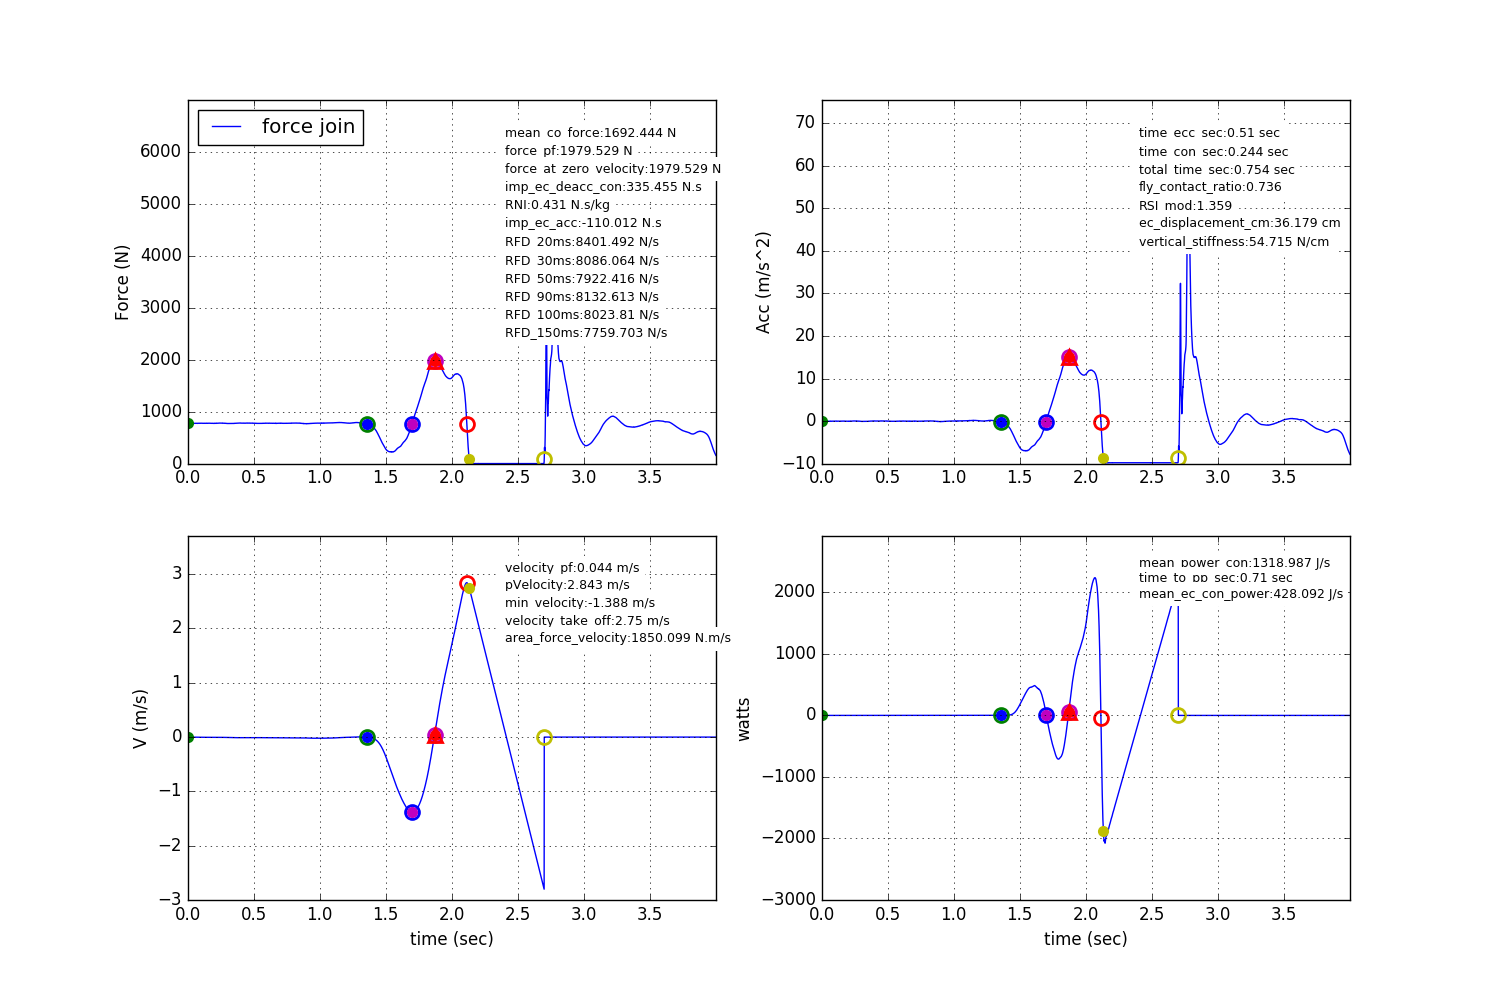 force join
mean_co_force:1692.444 N
force_pf:1979.529 N
force_at_zero_velocity:1979.529 N
imp_ec_deacc_con:335.455 N.s
RNI:0.431 N.s/kg
imp_ec_acc:-110.012 N.s
RFD_20ms:8401.492 N/s
RFD_30ms:8086.064 N/s
RFD_50ms:7922.416 N/s
RFD_90ms:8132.613 N/s
RFD_100ms:8023.81 N/s
RFD_150ms:7759.703 N/s
Force (N)
6000
5000
4000
3000
2000
1000
0
0.0 0.5 1.0 1.5 2.0 2.5 3.0 3.5
time_ecc_sec:0.51 sec
time_con_sec:0.244 sec
total_time_sec:0.754 sec
fly_contact_ratio:0.736
RSI_mod:1.359
ec_displacement_cm:36.179 cm
vertical_stiffness:54.715 N/cm
Acc (m/s^2)
70
60
50
40
30
20
10
0
−10
0.0 0.5 1.0 1.5 2.0 2.5 3.0 3.5
velocity_pf:0.044 m/s
pVelocity:2.843 m/s
min_velocity:-1.388 m/s
velocity_take_off:2.75 m/s
area_force_velocity:1850.099 N.m/s
V (m/s)
3
2
1
0
−1
−2
−3
0.0 0.5 1.0 1.5 2.0 2.5 3.0 3.5
time (sec)
mean_power_con:1318.987 J/s
time_to_pp_sec:0.71 sec
mean_ec_con_power:428.092 J/s
watts
2000
1000
0
−1000
−2000
−3000
0.0 0.5 1.0 1.5 2.0 2.5 3.0 3.5
time (sec)